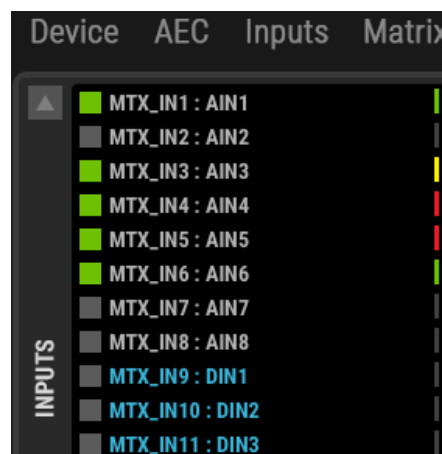 Device AEC Inputs Matrix
MTX_IN1 : AIN1
MTX_IN2 : AIN2
MTX_IN3 : AIN3
MTX_IN4 : AIN4
MTX_IN5 : AIN5
MTX_IN6 : AIN6
MTX_IN7 : AIN7
MTX_IN8 : AIN8
MTX_IN9 : DIN1
MTX_IN10 : DIN2
MTX_IN11 : DIN3
INPUTS